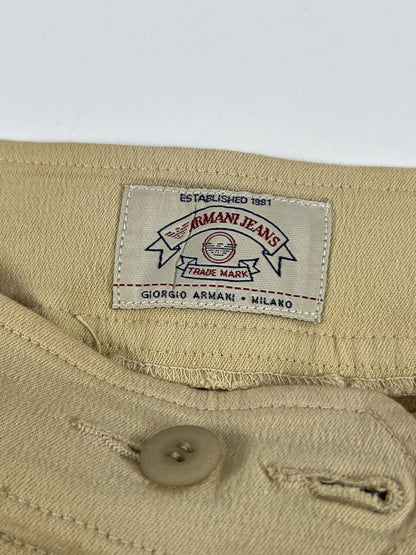 ESTABLISHED 1981
ARMANI JEANS
TRADE MARK
GIORGIO ARMANI • MILANO